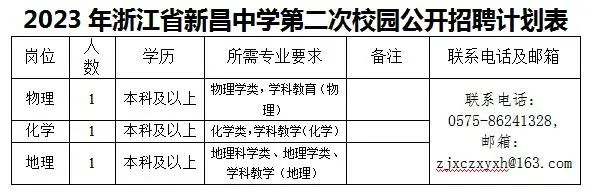 2023年浙江省新昌中学第二次校园公开招聘计划表
岗位 人数 学历 所需专业要求 备注 联系电话及邮箱
物理 1 本科及以上 物理学类，学科教育（物理）
化学 1 本科及以上 化学类，学科教学（化学）
地理 1 本科及以上 地理科学类、地理学类、学科教学（地理）
联系电话：
0575-86241328，
邮箱：
zjxczxyxh@163.com